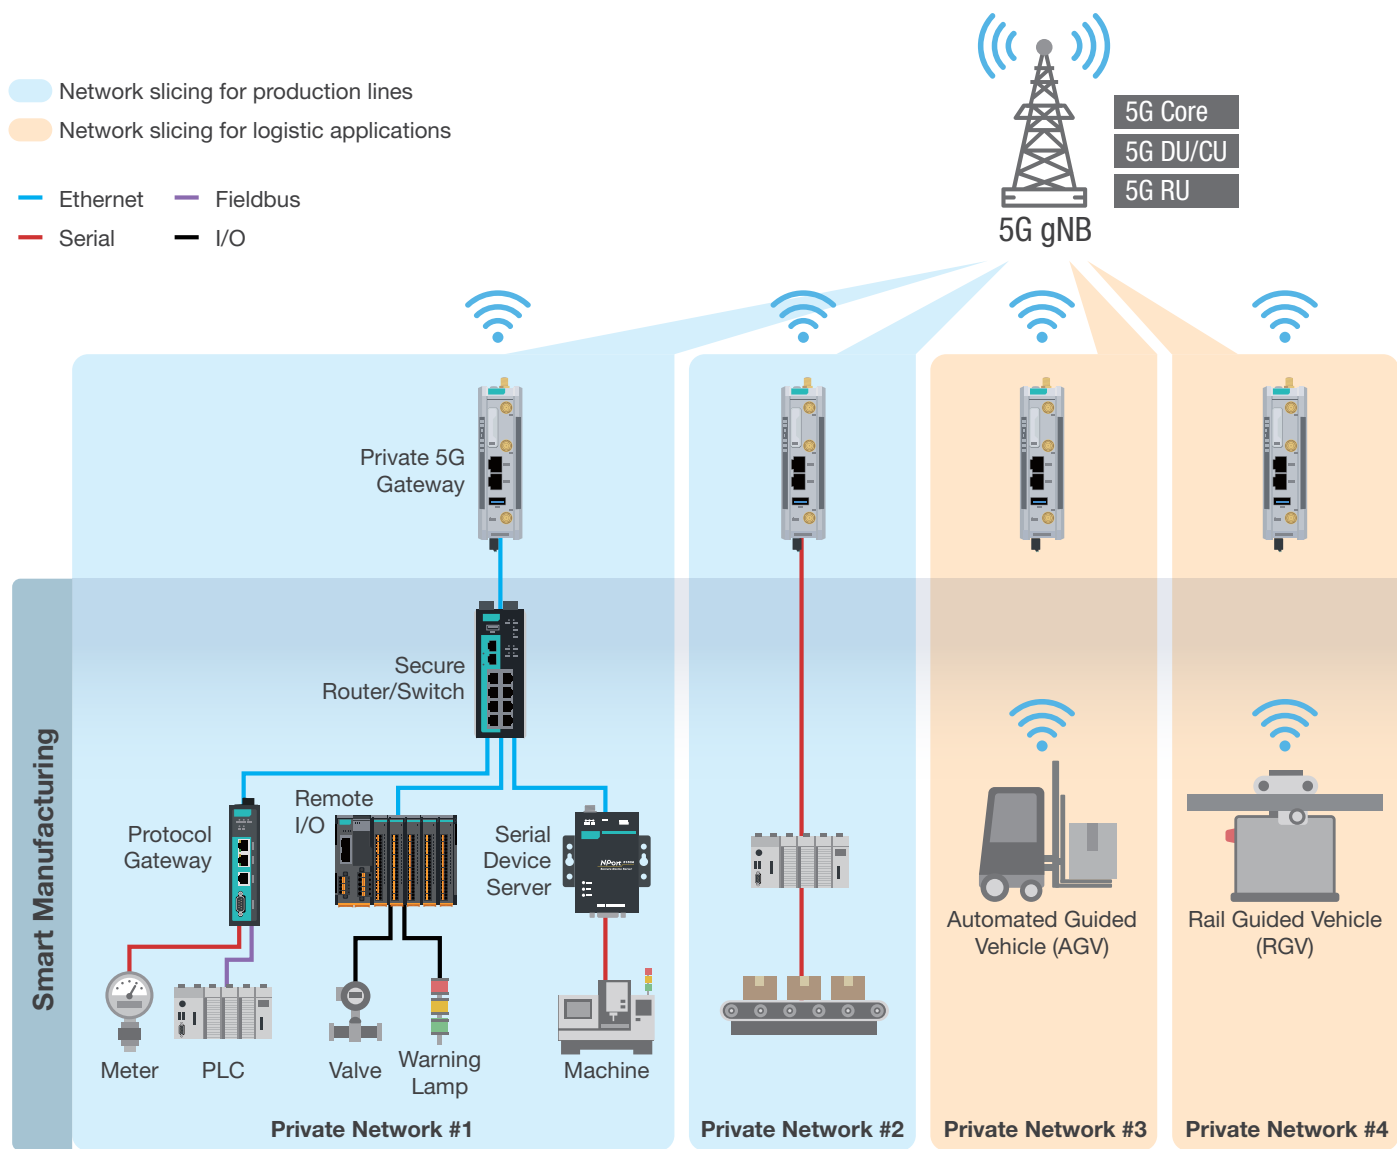 Network slicing for production lines
Network slicing for logistic applications
Ethernet
Fieldbus
Serial
I/O
5G Core
5G DU/CU
5G RU
5G gNB
Private 5G
Gateway
Secure
Router/Switch
Smart Manufacturing
Protocol
Gateway
Remote
I/O
Serial
Device
Server
NPort
Automated Guided
Vehicle (AGV)
Rail Guided Vehicle
(RGV)
Meter
PLC
Valve
Warning
Lamp
Machine
Private Network #1
Private Network #2
Private Network #3
Private Network #4